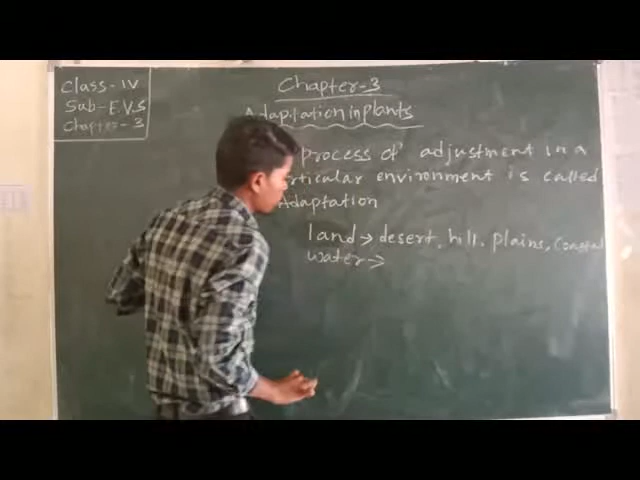 Class-IV
Sub-E.V.S
Chapter-3
Chapter-3
Adaptation in plants
process of adjustment in a
rticular environment is called
Adaptation
land → desert, hill, plains, Coastal
water →